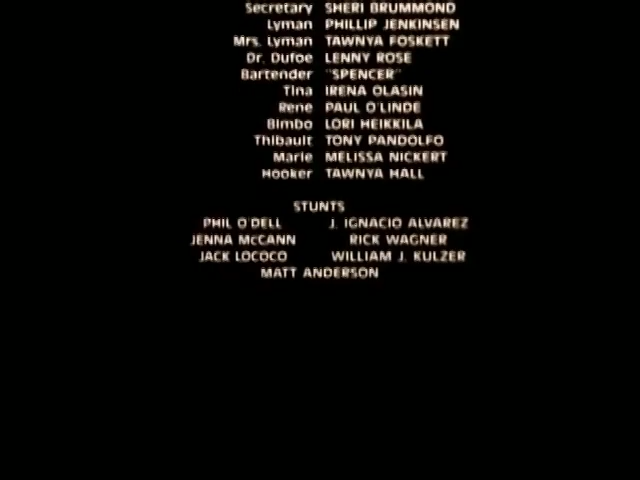 Secretary SHERI BRUMMOND
Lyman PHILLIP JENKINSEN
Mrs. Lyman TAWNYA FOSKETT
Dr. Dufoe LENNY ROSE
Bartender "SPENCER"
Tina IRENA OLASIN
Rene PAUL O'LINDE
Bimbo LORI HEIKKILA
Thibault TONY PANDOLFO
Marie MELISSA NICKERT
Hooker TAWNYA HALL
STUNTS
PHIL O'DELL J. IGNACIO ALVAREZ
JENNA McCANN RICK WAGNER
JACK LOCOCO WILLIAM J. KULZER
MATT ANDERSON